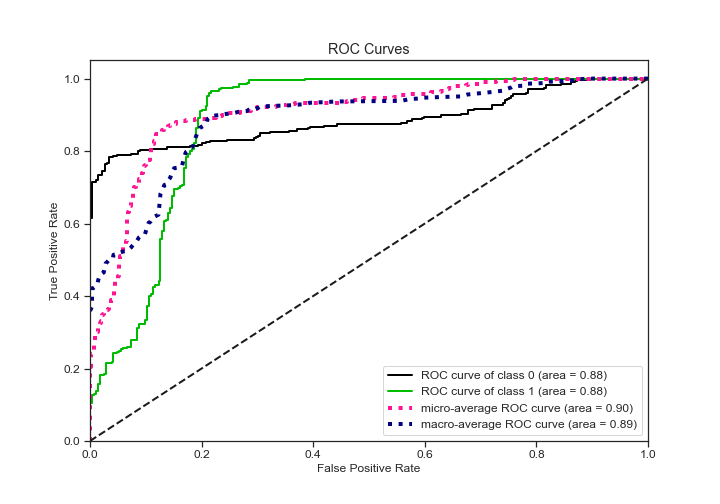 ROC Curves
1.0
0.8
0.6
0.4
0.2
0.0
True Positive Rate
0.0 0.2 0.4 0.6 0.8 1.0
False Positive Rate
ROC curve of class 0 (area = 0.88)
ROC curve of class 1 (area = 0.88)
micro-average ROC curve (area = 0.90)
macro-average ROC curve (area = 0.89)